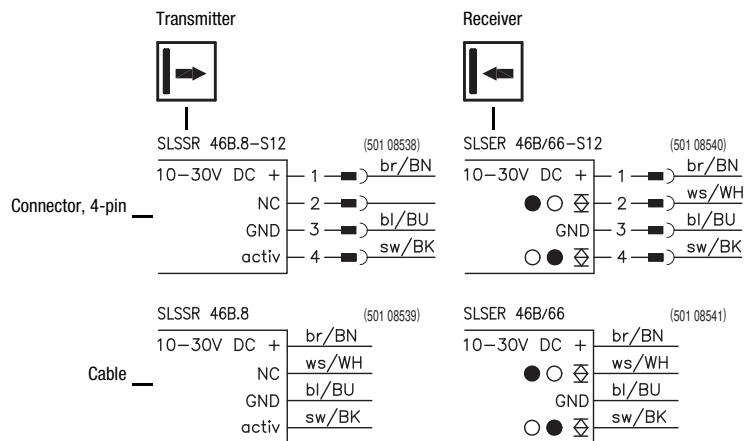 Transmitter
Receiver
SLSSR 46B.8-S12 (501 08538)
10-30V DC + 1 br/BN
NC 2
GND 3 bl/BU
activ 4 sw/BK
SLSER 46B/66-S12 (501 08540)
10-30V DC + 1 br/BN
2 ws/WH
GND 3 bl/BU
4 sw/BK
Connector, 4-pin
SLSSR 46B.8 (501 08539)
10-30V DC + br/BN
NC ws/WH
GND bl/BU
activ sw/BK
SLSER 46B/66 (501 08541)
10-30V DC + br/BN
ws/WH
GND bl/BU
sw/BK
Cable